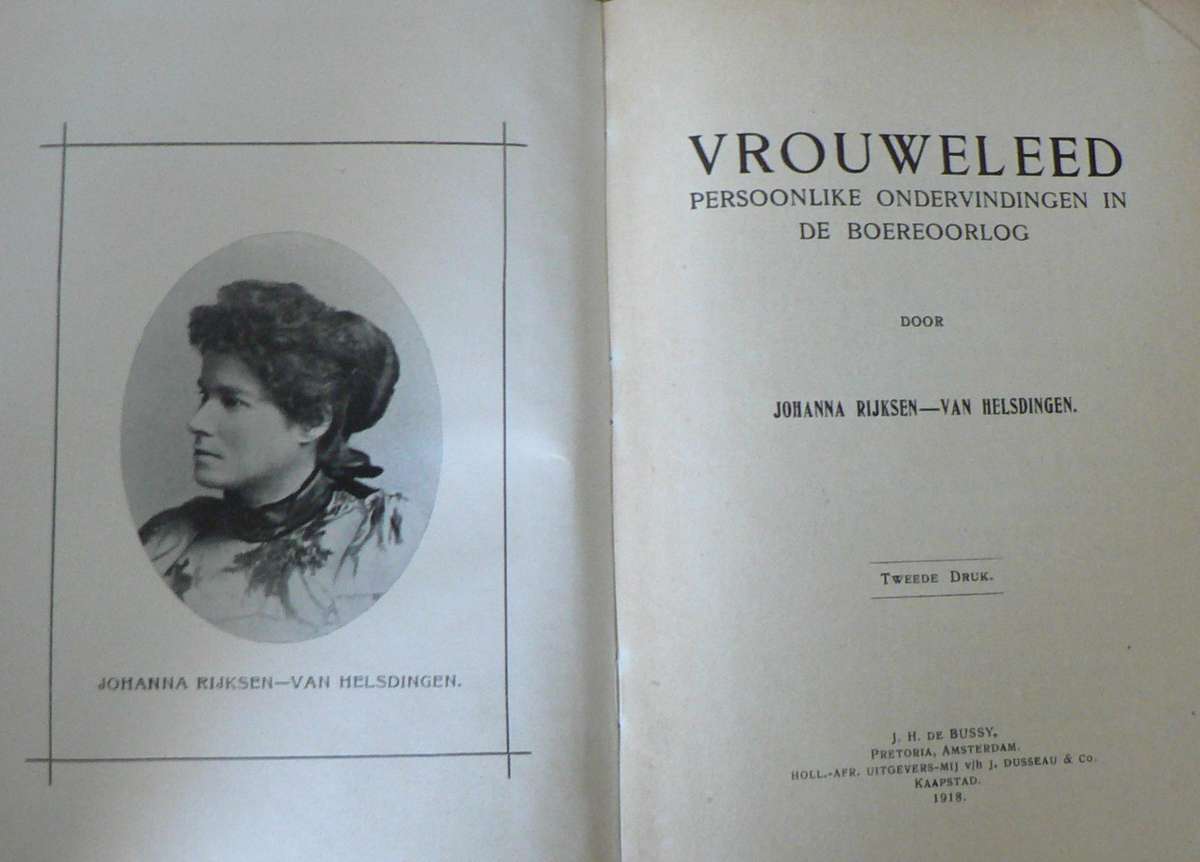 JOHANNA RIJKSEN—VAN HELSDINGEN.
VROUWELEED
PERSOONLIKE ONDERVINDINGEN IN
DE BOEREOORLOG
DOOR
JOHANNA RIJKSEN—VAN HELSDINGEN.
TWEEDE DRUK.
J. H. DE BUSSY,
PRETORIA, AMSTERDAM.
HOLL.-AFR. UITGEVERS-MIJ v/h J. DUSSEAU & Co.
KAAPSTAD.
1918.